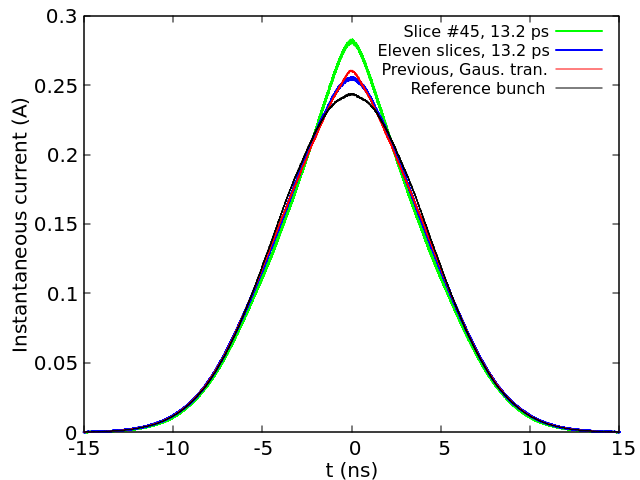 0.3
0.25
0.2
0.15
0.1
0.05
0
Instantaneous current (A)
Slice #45, 13.2 ps
Eleven slices, 13.2 ps
Previous, Gaus. tran.
Reference bunch
-15 -10 -5 0 5 10 15
t (ns)